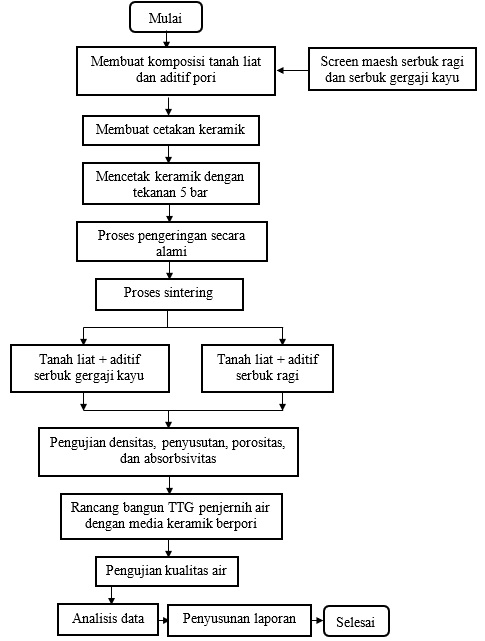 Mulai
Membuat komposisi tanah liat
dan aditif pori
Screen maesh serbuk ragi
dan serbuk gergaji kayu
Membuat cetakan keramik
Mencetak keramik dengan
tekanan 5 bar
Proses pengeringan secara
alami
Proses sintering
Tanah liat + aditif
serbuk gergaji kayu
Tanah liat + aditif
serbuk ragi
Pengujian densitas, penyusutan, porositas,
dan absorbsivitas
Rancang bangun TTG penjernih air
dengan media keramik berpori
Pengujian kualitas air
Analisis data
Penyusunan laporan
Selesai